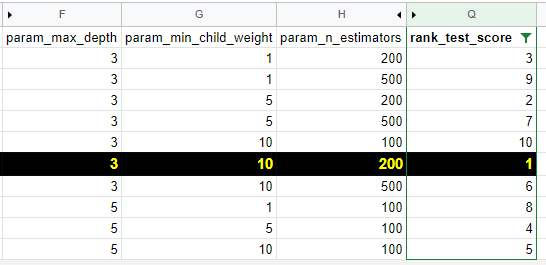 F G H Q
param_max_depth param_min_child_weight param_n_estimators rank_test_score
3 1 200 3
3 1 500 9
3 5 200 2
3 5 500 7
3 10 100 10
3 10 200 1
3 10 500 6
5 1 100 8
5 5 100 4
5 10 100 5